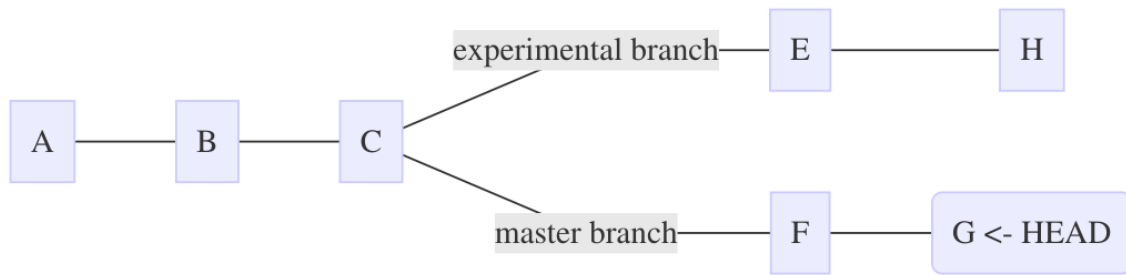 experimental branch
E
H
A
B
C
master branch
F
G <- HEAD